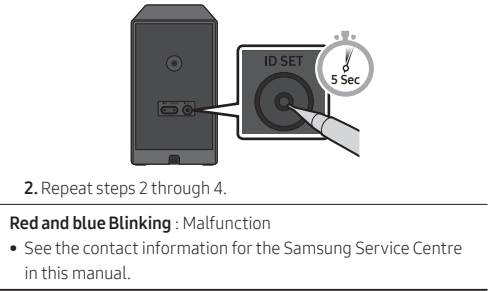 ID SET
5 Sec
2. Repeat steps 2 through 4.
Red and blue Blinking : Malfunction
• See the contact information for the Samsung Service Centre
in this manual.